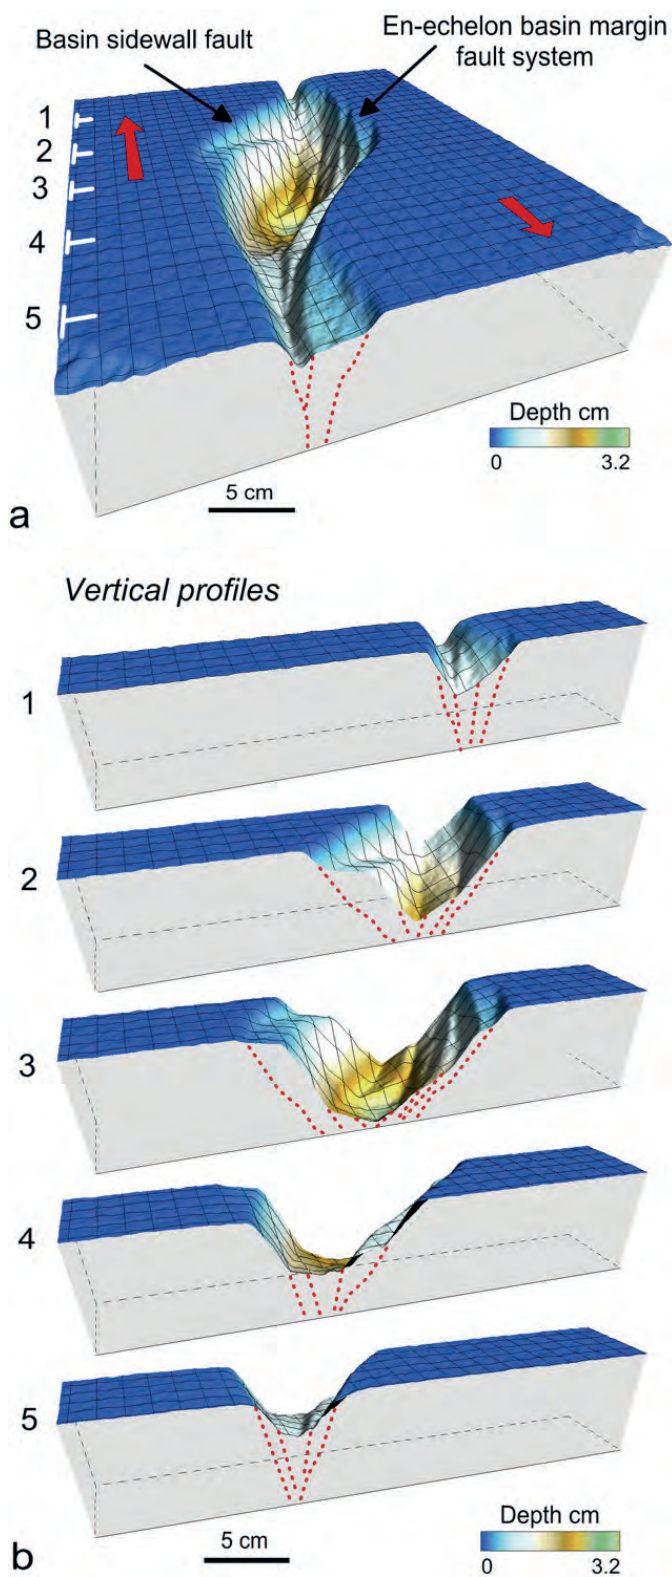 Basin sidewall fault
En-echelon basin margin
fault system
1
2
3
4
5
Depth cm
0 3.2
5 cm
a
Vertical profiles
1
2
3
4
5
Depth cm
0 3.2
5 cm
b